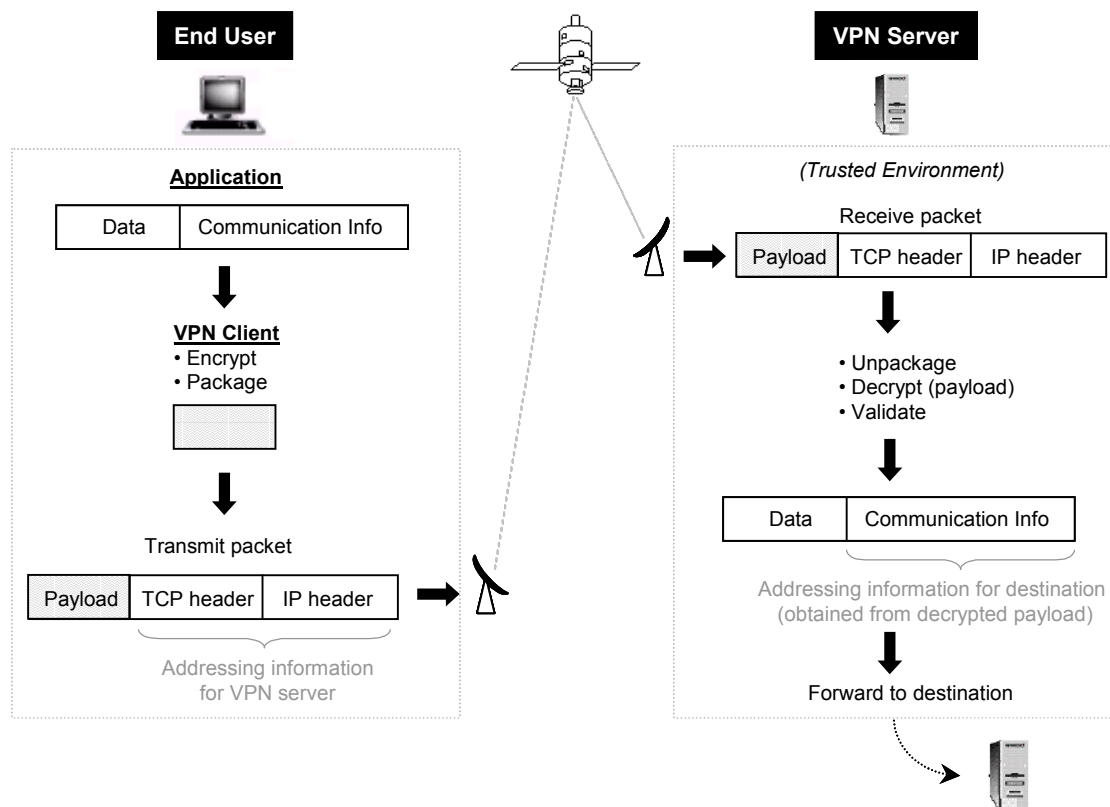 End User
Application
Data
Communication Info
VPN Client
• Encrypt
• Package
Transmit packet
Payload
TCP header
IP header
Addressing information
for VPN server
VPN Server
(Trusted Environment)
Receive packet
Payload
TCP header
IP header
• Unpackage
• Decrypt (payload)
• Validate
Data
Communication Info
Addressing information for destination
(obtained from decrypted payload)
Forward to destination